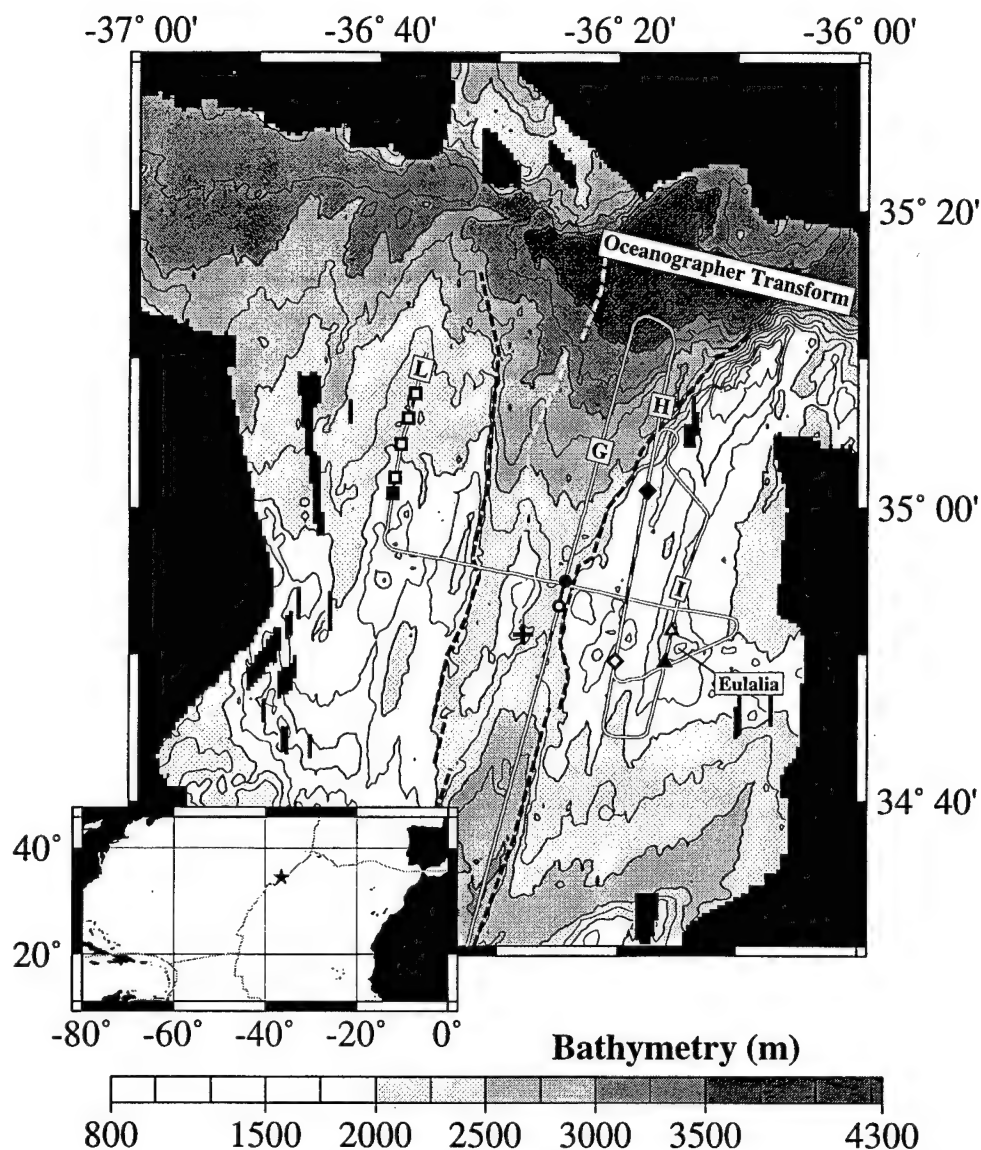 -37° 00' -36° 40' -36° 20' -36° 00'
35° 20'
Oceanographer Transform
L
H
G
35° 00'
I
Eulalia
34° 40'
40°
20°
-80° -60° -40° -20° 0°
Bathymetry (m)
800 1500 2000 2500 3000 3500 4300